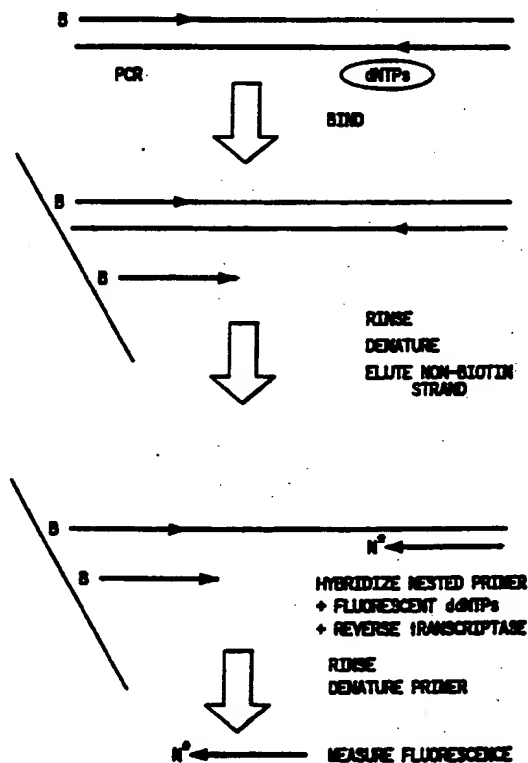 B
PCR
dNTPs
BIND
B
B
RINSE
DENATURE
ELUTE NON-BIOTIN
STRAND
B
N*
B
HYBRIDIZE NESTED PRIMER
+ FLUORESCENT ddNTPs
+ REVERSE tRANSCRIPTASE
RINSE
DENATURE PRIMER
N*
MEASURE FLUORESCENCE